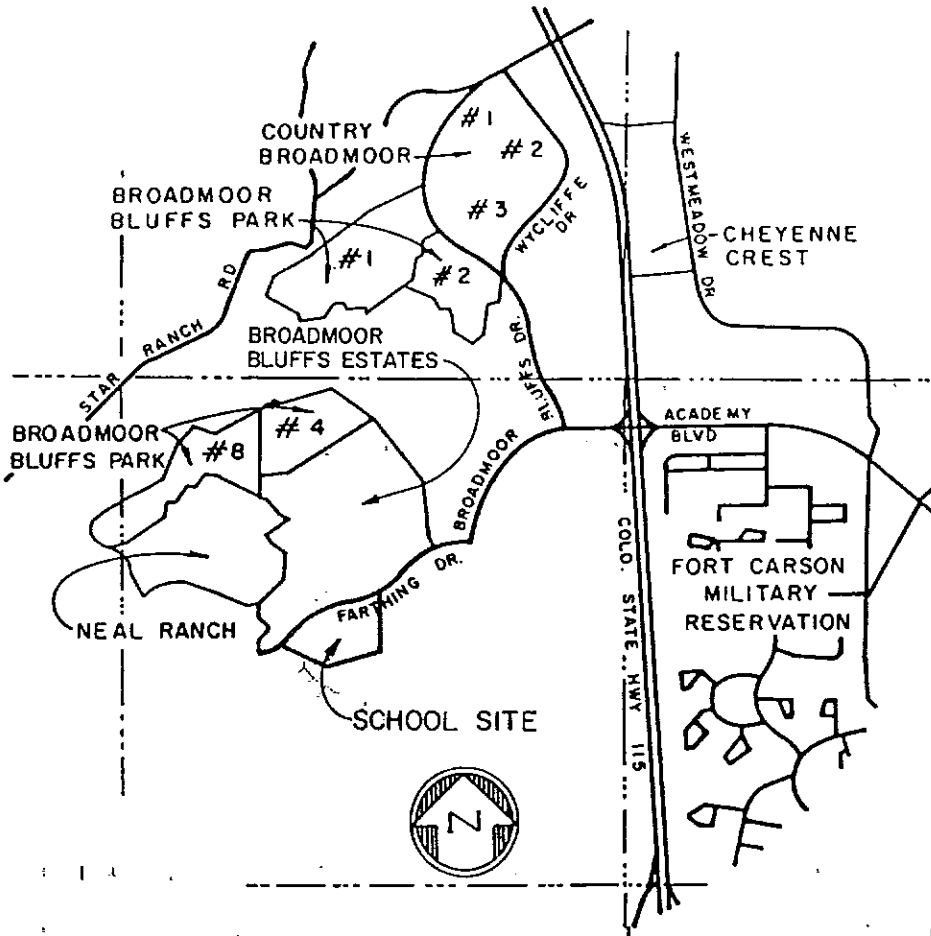 COUNTRY
BROADMOOR
#1
#2
#3
BROADMOOR
BLUFFS PARK
#1
#2
WYCLIFFE
DR
WESTMEADOW DR
CHEYENNE
CREST
STAR RANCH RD
BROADMOOR
BLUFFS ESTATES
BROADMOOR BLUFFS DR.
ACADEMY
BLVD
BROADMOOR
BLUFFS PARK
#8
#4
COLO. STATE HWY 115
FORT CARSON
MILITARY
RESERVATION
FARTHING DR.
NEAL RANCH
SCHOOL SITE
N